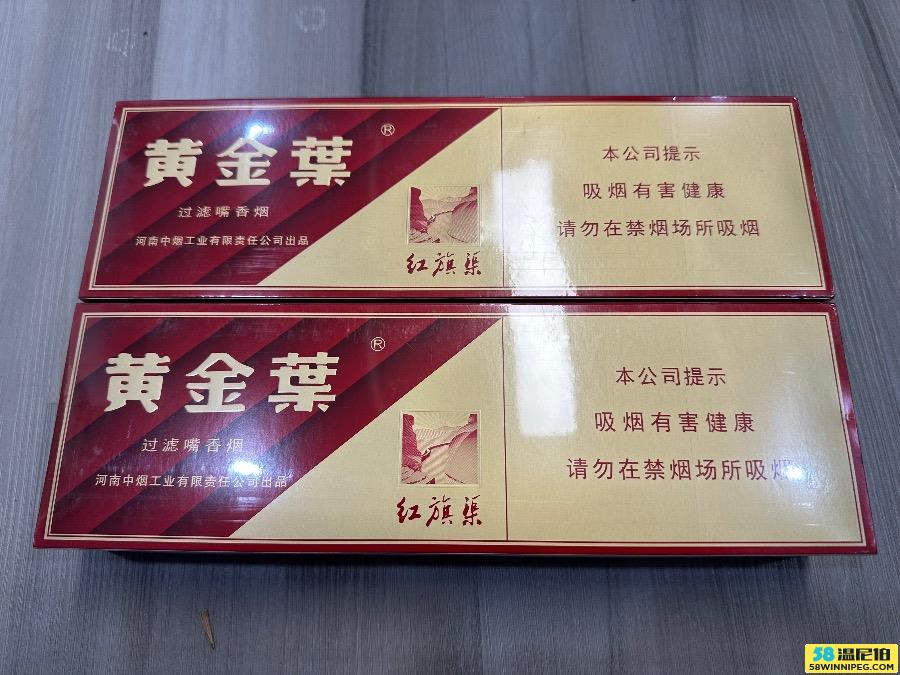 黄金葉®
过滤嘴香烟
河南中烟工业有限责任公司出品
红旗渠
本公司提示
吸烟有害健康
请勿在禁烟场所吸烟
黄金葉®
过滤嘴香烟
河南中烟工业有限责任公司出品
红旗渠
本公司提示
吸烟有害健康
请勿在禁烟场所吸烟
58温尼伯
58WINNIPEG.COM